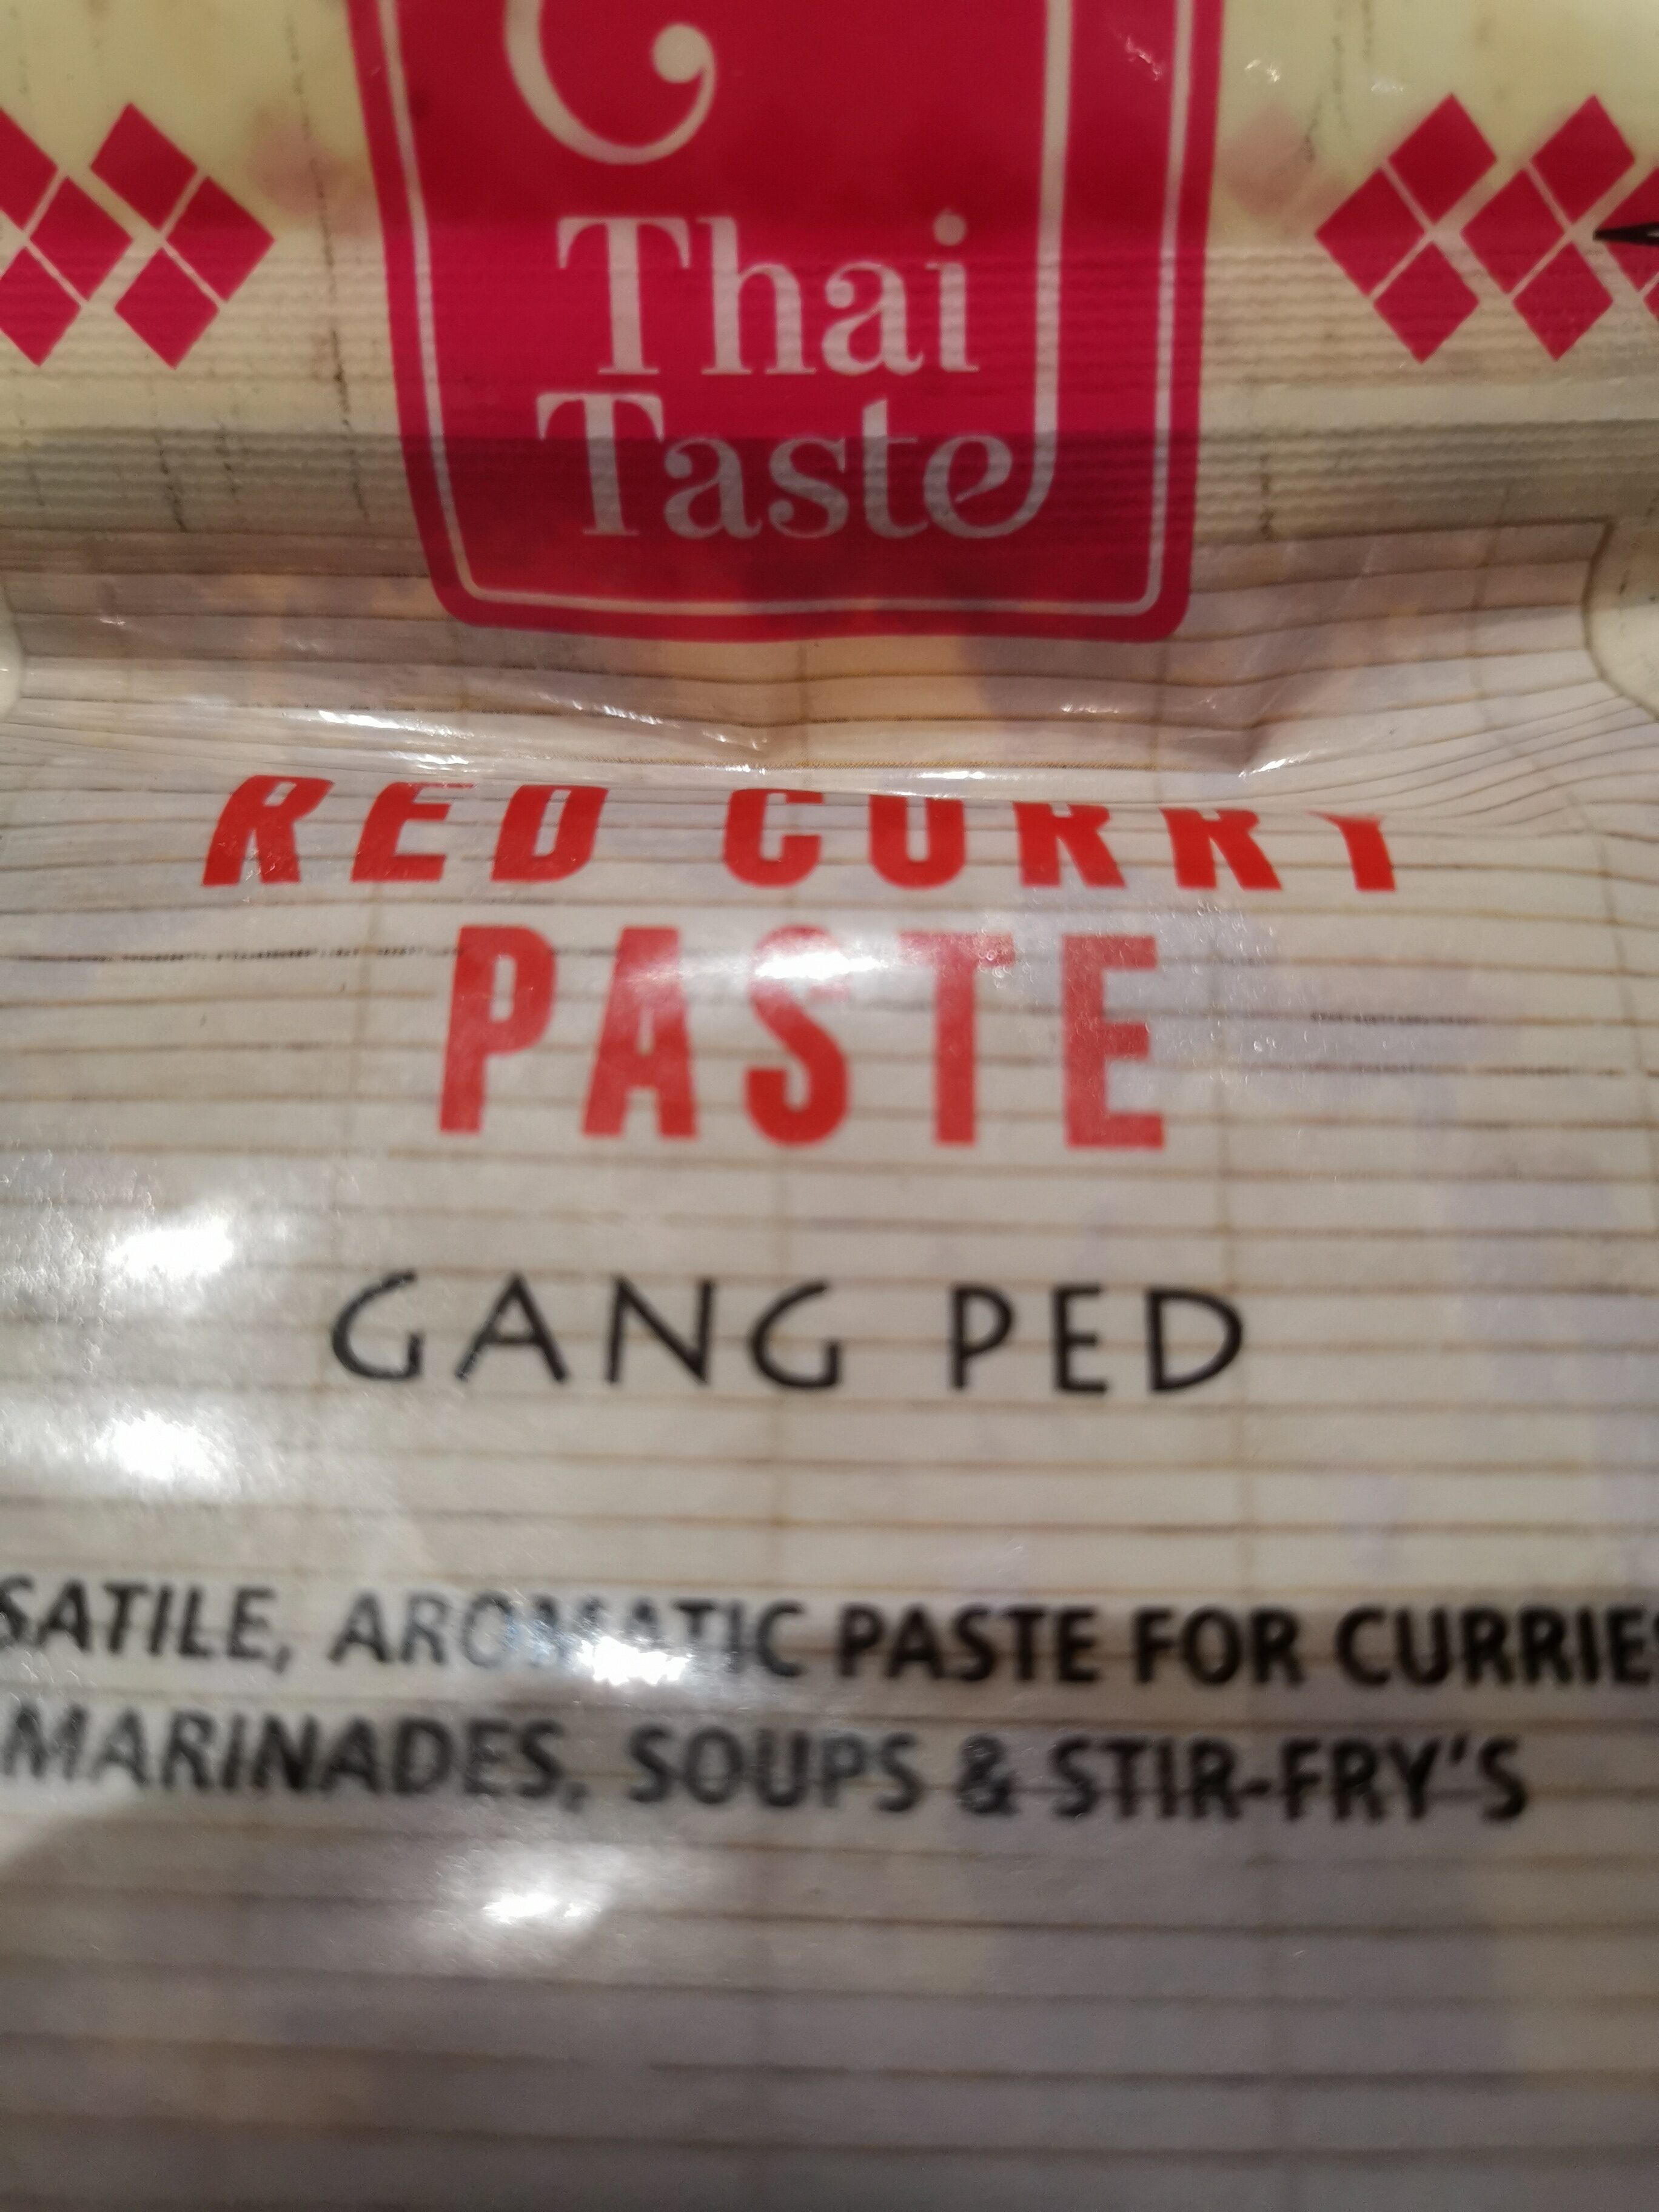 Thai
Taste
RED CURRY
PASTE
GANG PED
SATILE, AROMATIC PASTE FOR CURRIES
MARINADES, SOUPS & STIR-FRY'S